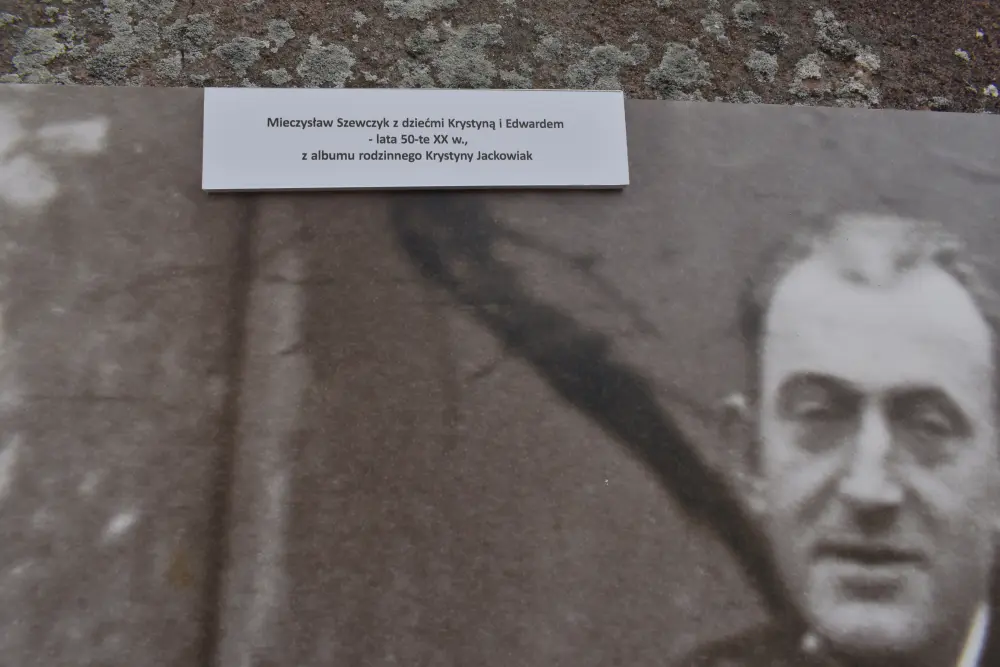 Mieczysław Szewczyk z dziećmi Krystyną i Edwardem
- lata 50-te XX w.,
z albumu rodzinnego Krystyny Jackowiak